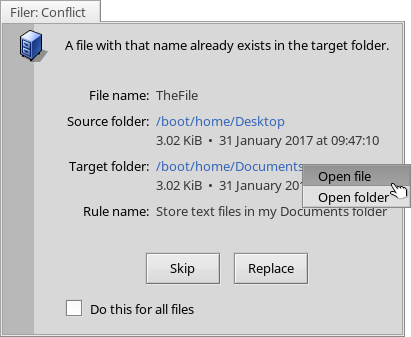 Filer: Conflict
A file with that name already exists in the target folder.
File name: TheFile
Source folder: /boot/home/Desktop
3.02 KiB • 31 January 2017 at 09:47:10
Target folder: /boot/home/Documents
Open file
3.02 KiB • 31 January
Open folder
Rule name: Store text files in my Documents folder
Skip Replace
Do this for all files